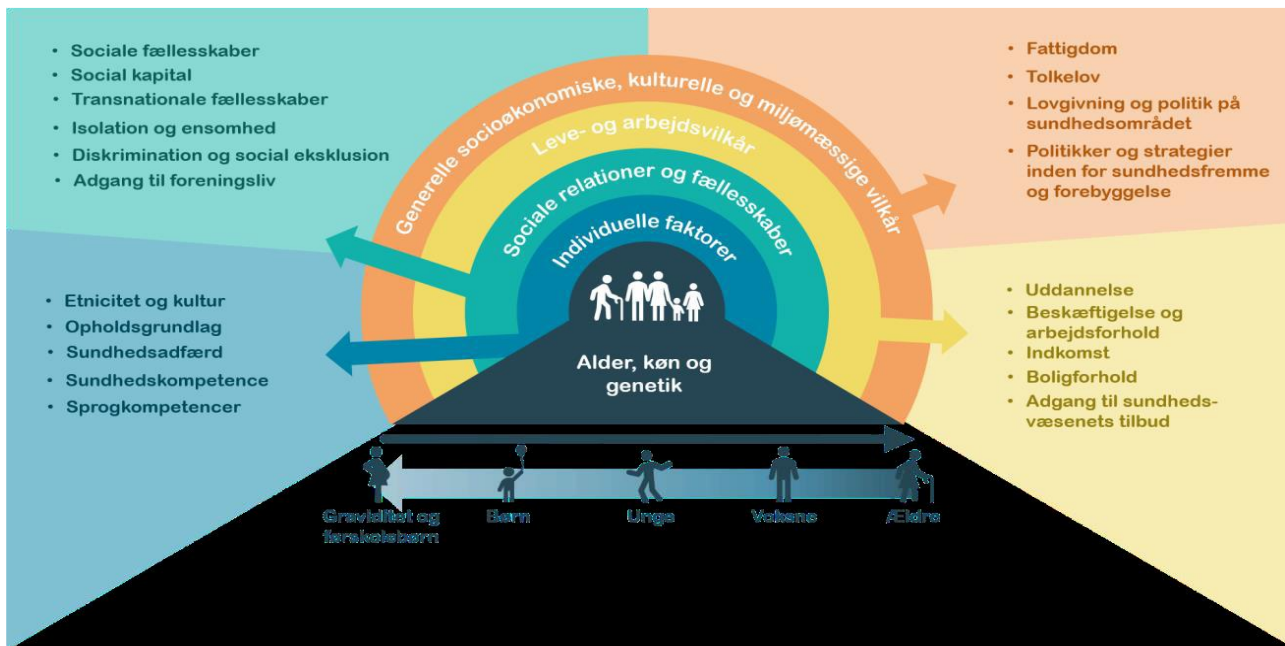 • Sociale fællesskaber
• Social kapital
• Transnationale fællesskaber
• Isolation og ensomhed
• Diskrimination og social eksklusion
• Adgang til foreningsliv
• Etnicitet og kultur
• Opholdsgrundlag
• Sundhedsadfærd
• Sundhedskompetence
• Sprogkompetencer
Generelle socioøkonomiske, kulturelle og miljømæssige vilkår
Leve- og arbejdsvilkår
Sociale relationer og fællesskaber
Individuelle faktorer
Alder, køn og
genetik
• Fattigdom
• Tolkelov
• Lovgivning og politik på
sundhedsområdet
• Politikker og strategier
inden for sundhedsfremme
og forebyggelse
• Uddannelse
• Beskæftigelse og
arbejdsforhold
• Indkomst
• Boligforhold
• Adgang til sundheds-
væsenets tilbud
Graviditet og
førskolebørn
Børn
Unge
Voksne
Ældre